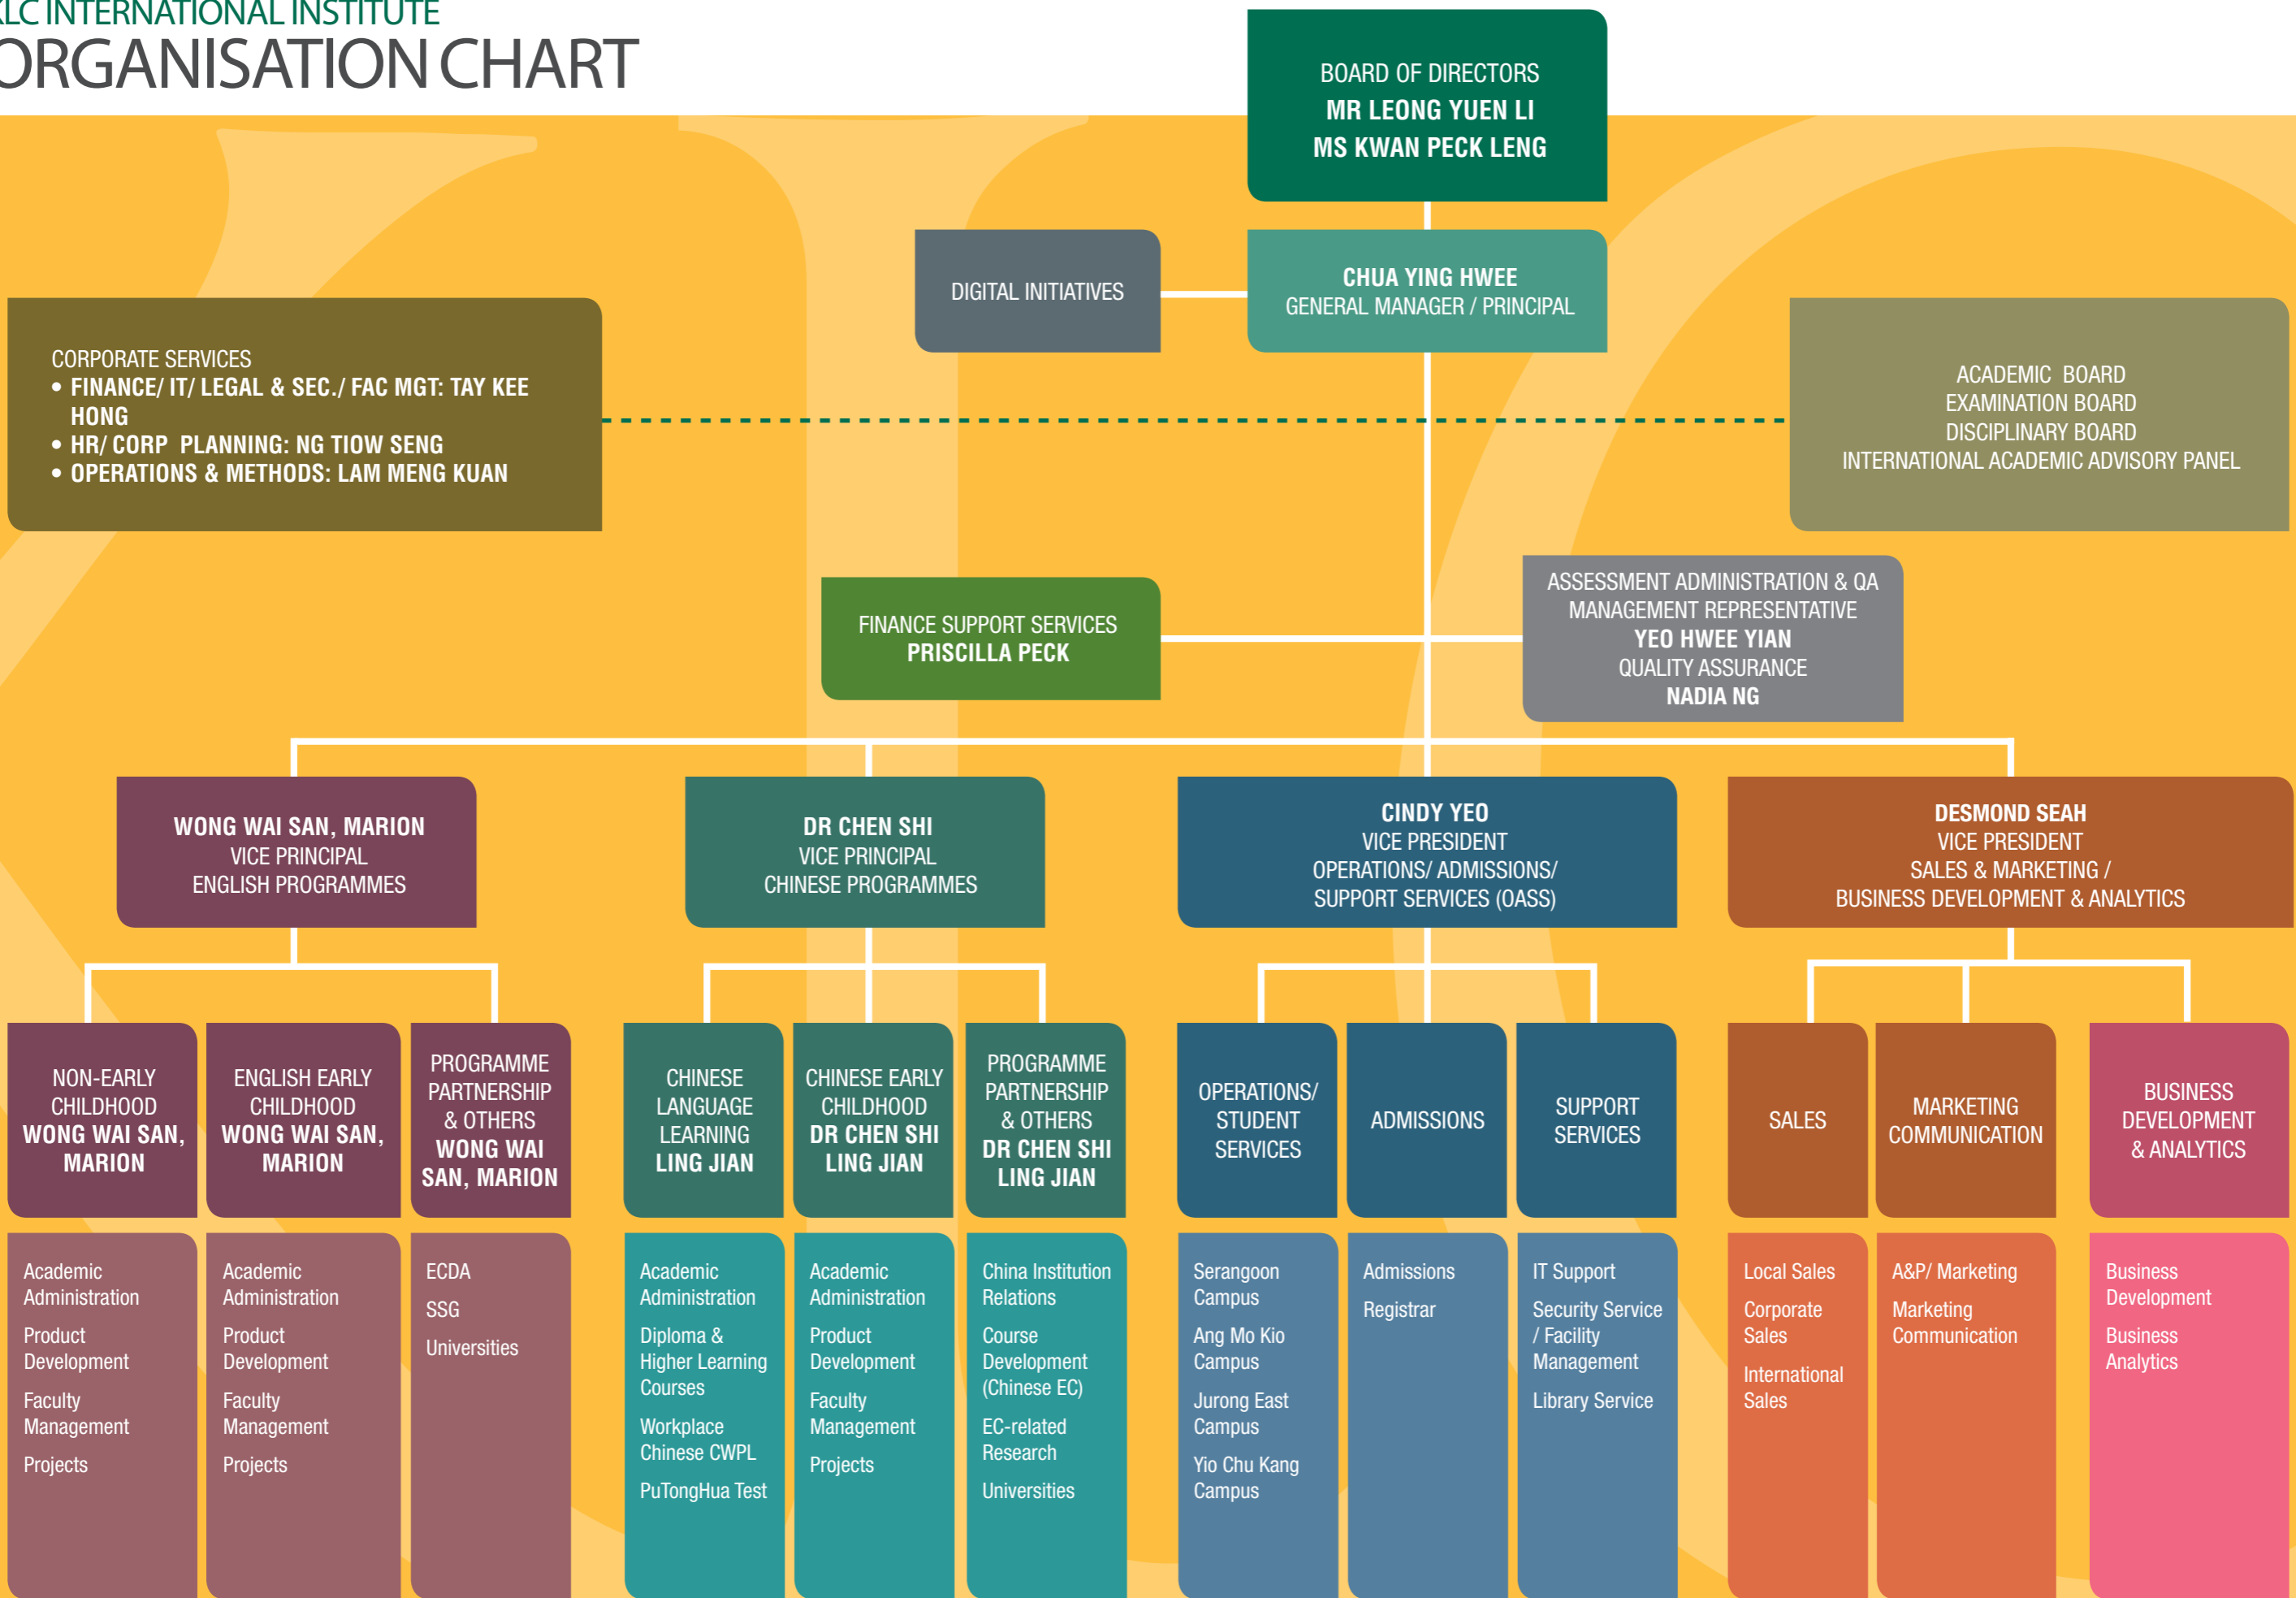 KLC INTERNATIONAL INSTITUTE
ORGANISATION CHART
BOARD OF DIRECTORS
MR LEONG YUEN LI
MS KWAN PECK LENG
DIGITAL INITIATIVES
CHUA YING HWEE
GENERAL MANAGER / PRINCIPAL
CORPORATE SERVICES
• FINANCE/ IT/ LEGAL & SEC./ FAC MGT: TAY KEE
HONG
• HR/ CORP PLANNING: NG TIOW SENG
• OPERATIONS & METHODS: LAM MENG KUAN
ACADEMIC BOARD
EXAMINATION BOARD
DISCIPLINARY BOARD
INTERNATIONAL ACADEMIC ADVISORY PANEL
FINANCE SUPPORT SERVICES
PRISCILLA PECK
ASSESSMENT ADMINISTRATION & QA
MANAGEMENT REPRESENTATIVE
YEO HWEE YIAN
QUALITY ASSURANCE
NADIA NG
WONG WAI SAN, MARION
VICE PRINCIPAL
ENGLISH PROGRAMMES
DR CHEN SHI
VICE PRINCIPAL
CHINESE PROGRAMMES
CINDY YEO
VICE PRESIDENT
OPERATIONS/ ADMISSIONS/
SUPPORT SERVICES (OASS)
DESMOND SEAH
VICE PRESIDENT
SALES & MARKETING /
BUSINESS DEVELOPMENT & ANALYTICS
NON-EARLY
CHILDHOOD
WONG WAI SAN,
MARION
ENGLISH EARLY
CHILDHOOD
WONG WAI SAN,
MARION
PROGRAMME
PARTNERSHIP
& OTHERS
WONG WAI
SAN, MARION
CHINESE
LANGUAGE
LEARNING
LING JIAN
CHINESE EARLY
CHILDHOOD
DR CHEN SHI
LING JIAN
PROGRAMME
PARTNERSHIP
& OTHERS
DR CHEN SHI
LING JIAN
OPERATIONS/
STUDENT
SERVICES
ADMISSIONS
SUPPORT
SERVICES
SALES
MARKETING
COMMUNICATION
BUSINESS
DEVELOPMENT
& ANALYTICS
Academic
Administration
Product
Development
Faculty
Management
Projects
Academic
Administration
Product
Development
Faculty
Management
Projects
ECDA
SSG
Universities
Academic
Administration
Diploma &
Higher Learning
Courses
Workplace
Chinese CWPL
PuTongHua Test
Academic
Administration
Product
Development
Faculty
Management
Projects
China Institution
Relations
Course
Development
(Chinese EC)
EC-related
Research
Universities
Serangoon
Campus
Ang Mo Kio
Campus
Jurong East
Campus
Yio Chu Kang
Campus
Admissions
Registrar
IT Support
Security Service
/ Facility
Management
Library Service
Local Sales
Corporate
Sales
International
Sales
A&P/ Marketing
Marketing
Communication
Business
Development
Business
Analytics